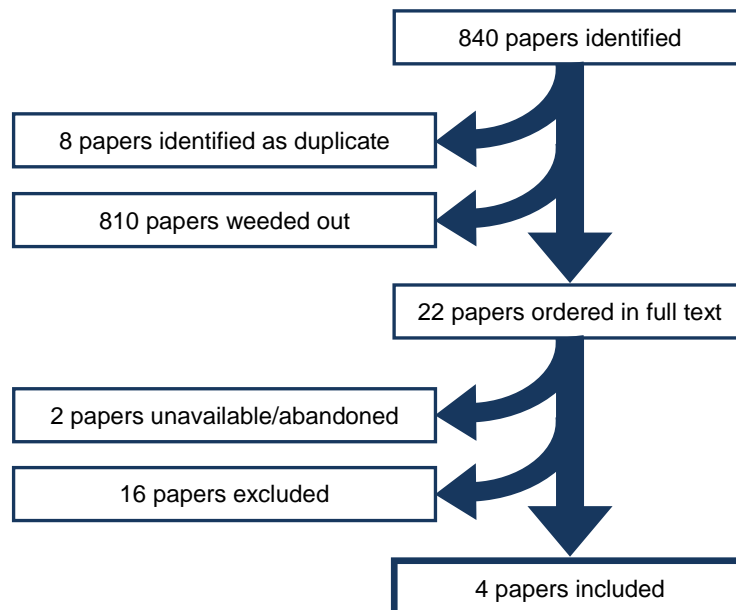 840 papers identified
8 papers identified as duplicate
810 papers weeded out
22 papers ordered in full text
2 papers unavailable/abandoned
16 papers excluded
4 papers included